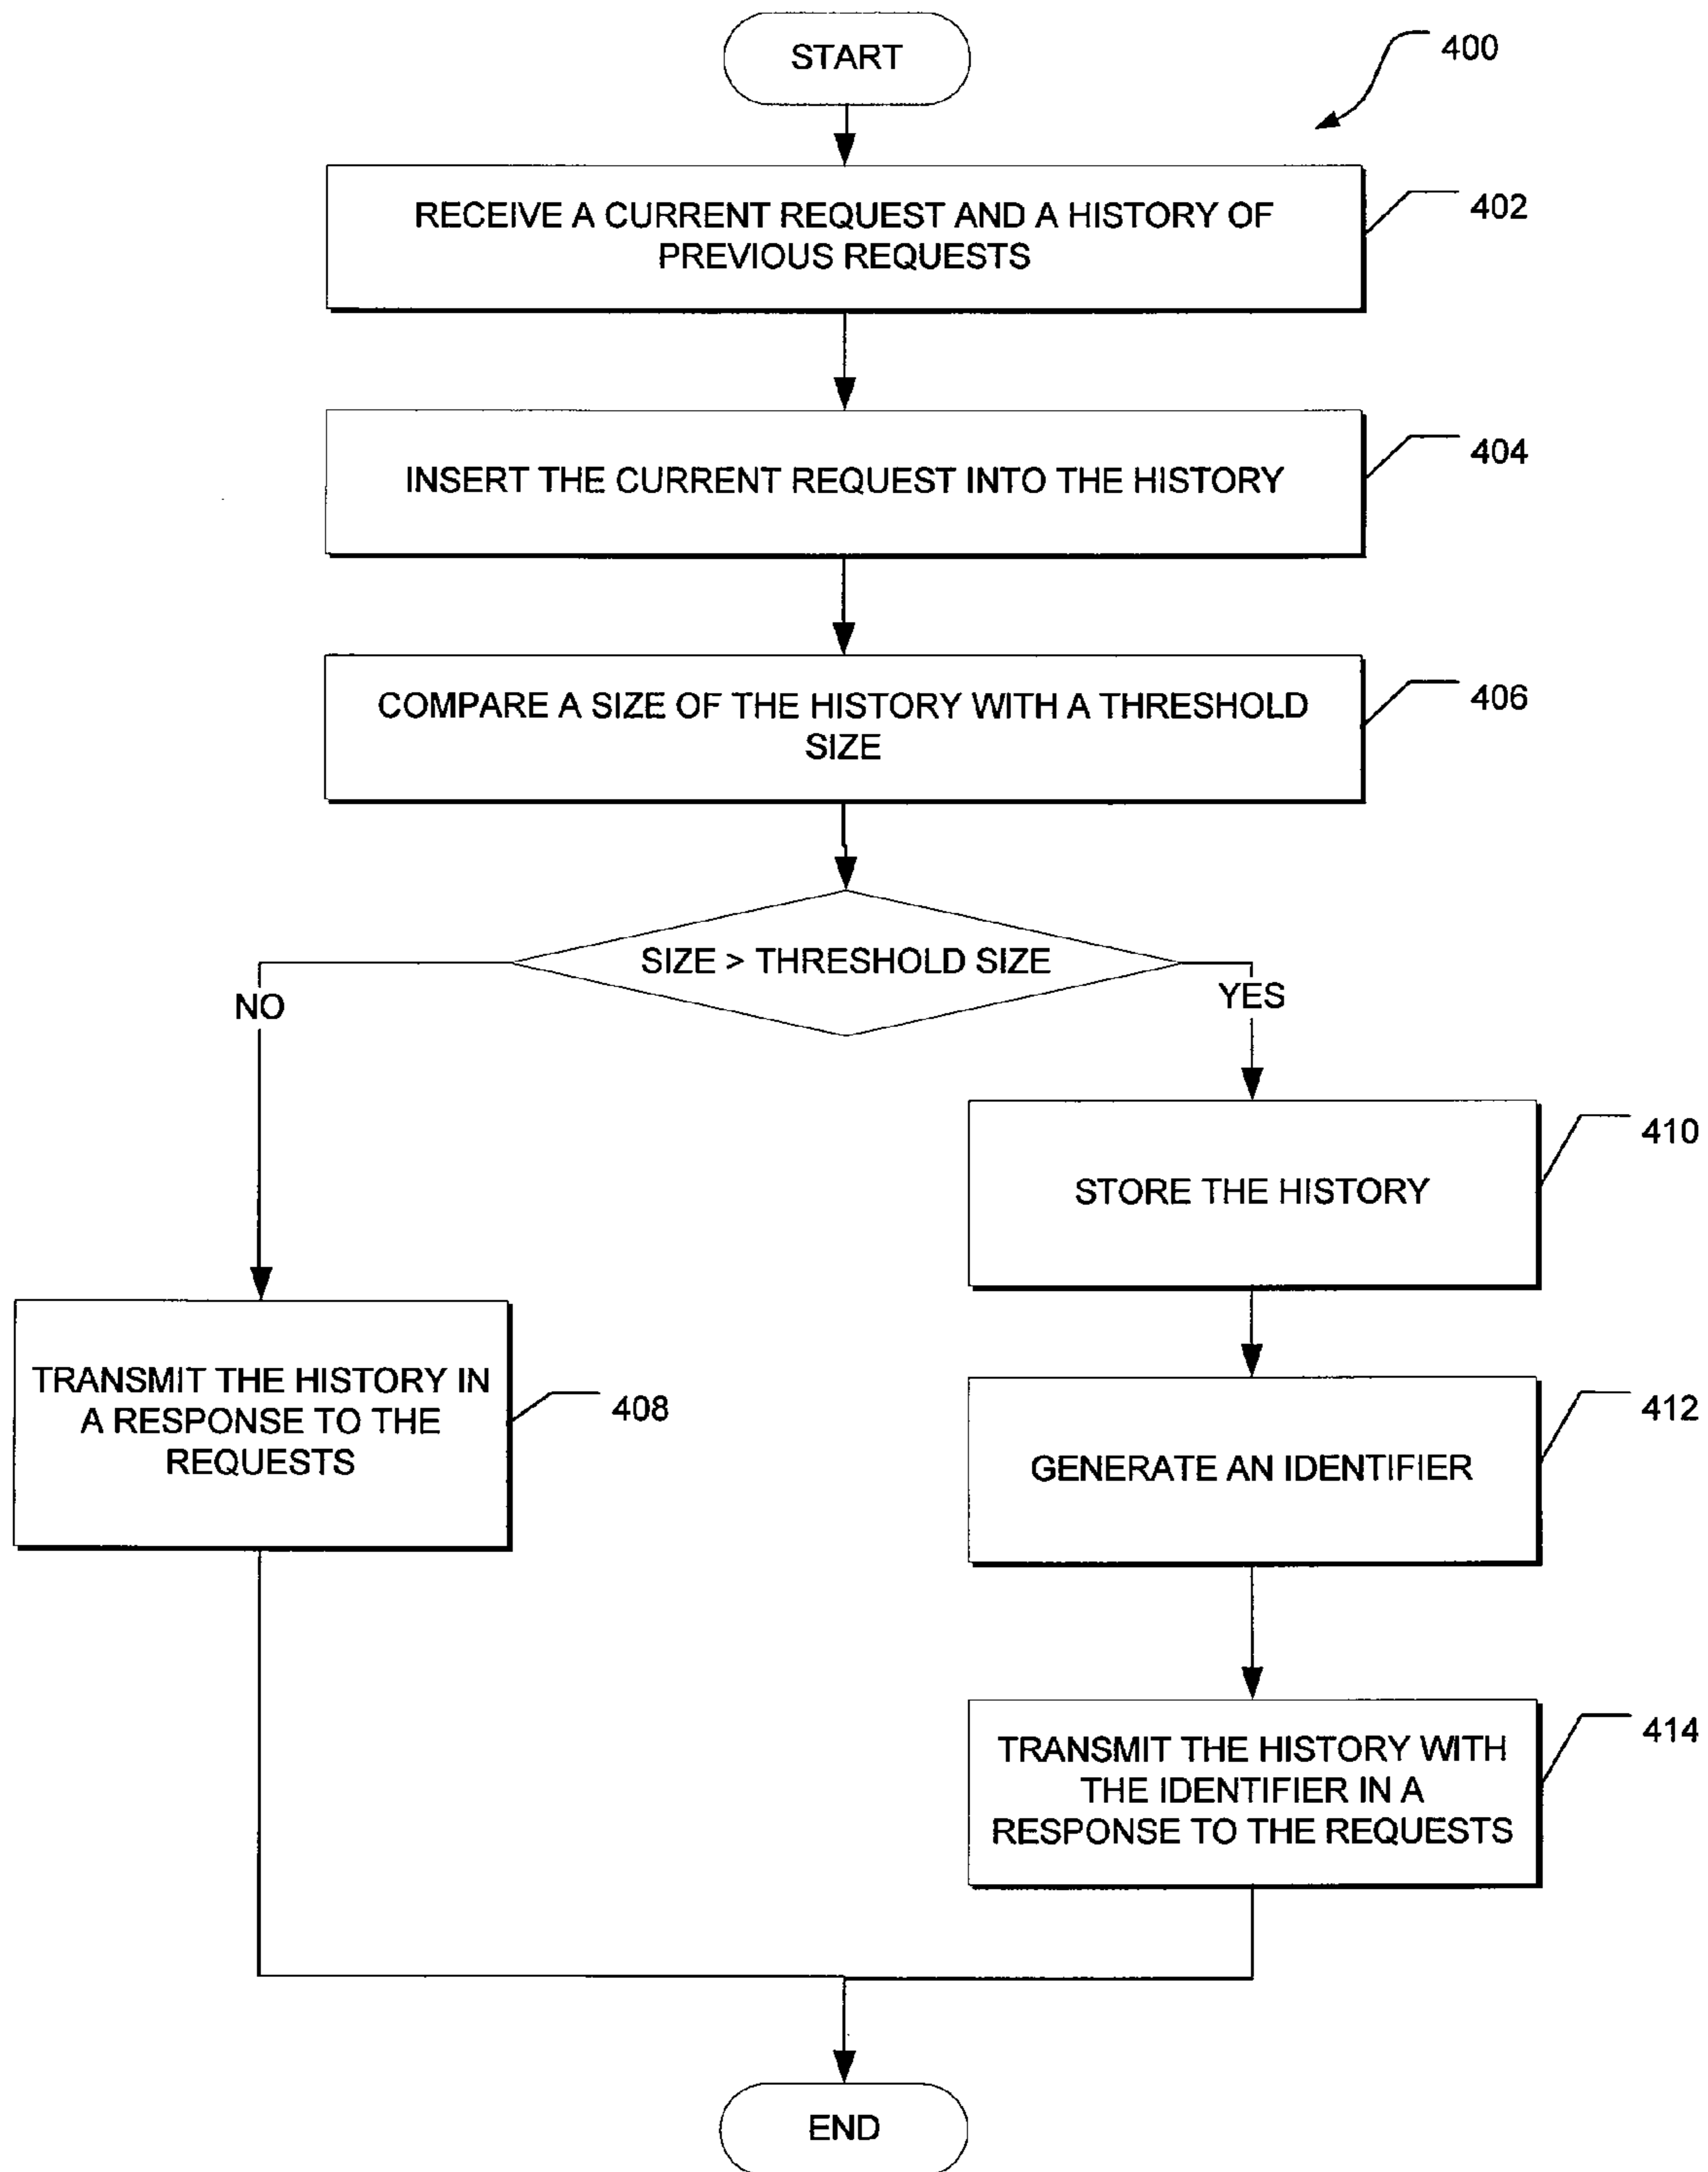 START
400
RECEIVE A CURRENT REQUEST AND A HISTORY OF
PREVIOUS REQUESTS
402
INSERT THE CURRENT REQUEST INTO THE HISTORY
404
COMPARE A SIZE OF THE HISTORY WITH A THRESHOLD
SIZE
406
SIZE > THRESHOLD SIZE
NO
YES
STORE THE HISTORY
410
TRANSMIT THE HISTORY IN
A RESPONSE TO THE
REQUESTS
408
GENERATE AN IDENTIFIER
412
TRANSMIT THE HISTORY WITH
THE IDENTIFIER IN A
RESPONSE TO THE REQUESTS
414
END